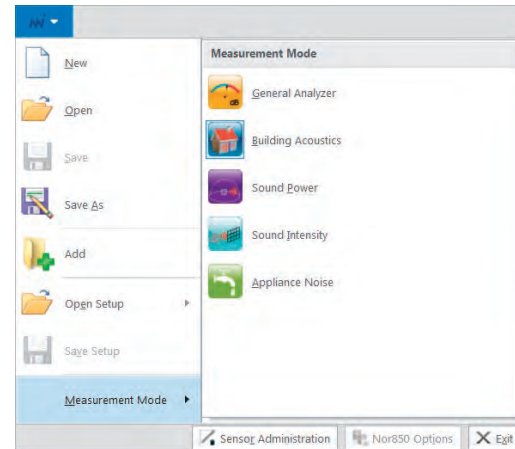 New
Open
Save
Save As
Add
Open Setup
Save Setup
Measurement Mode
Measurement Mode
General Analyzer
dB
Building Acoustics
Sound Power
Sound Intensity
Appliance Noise
Sensor Administration
Nor850 Options
Exit